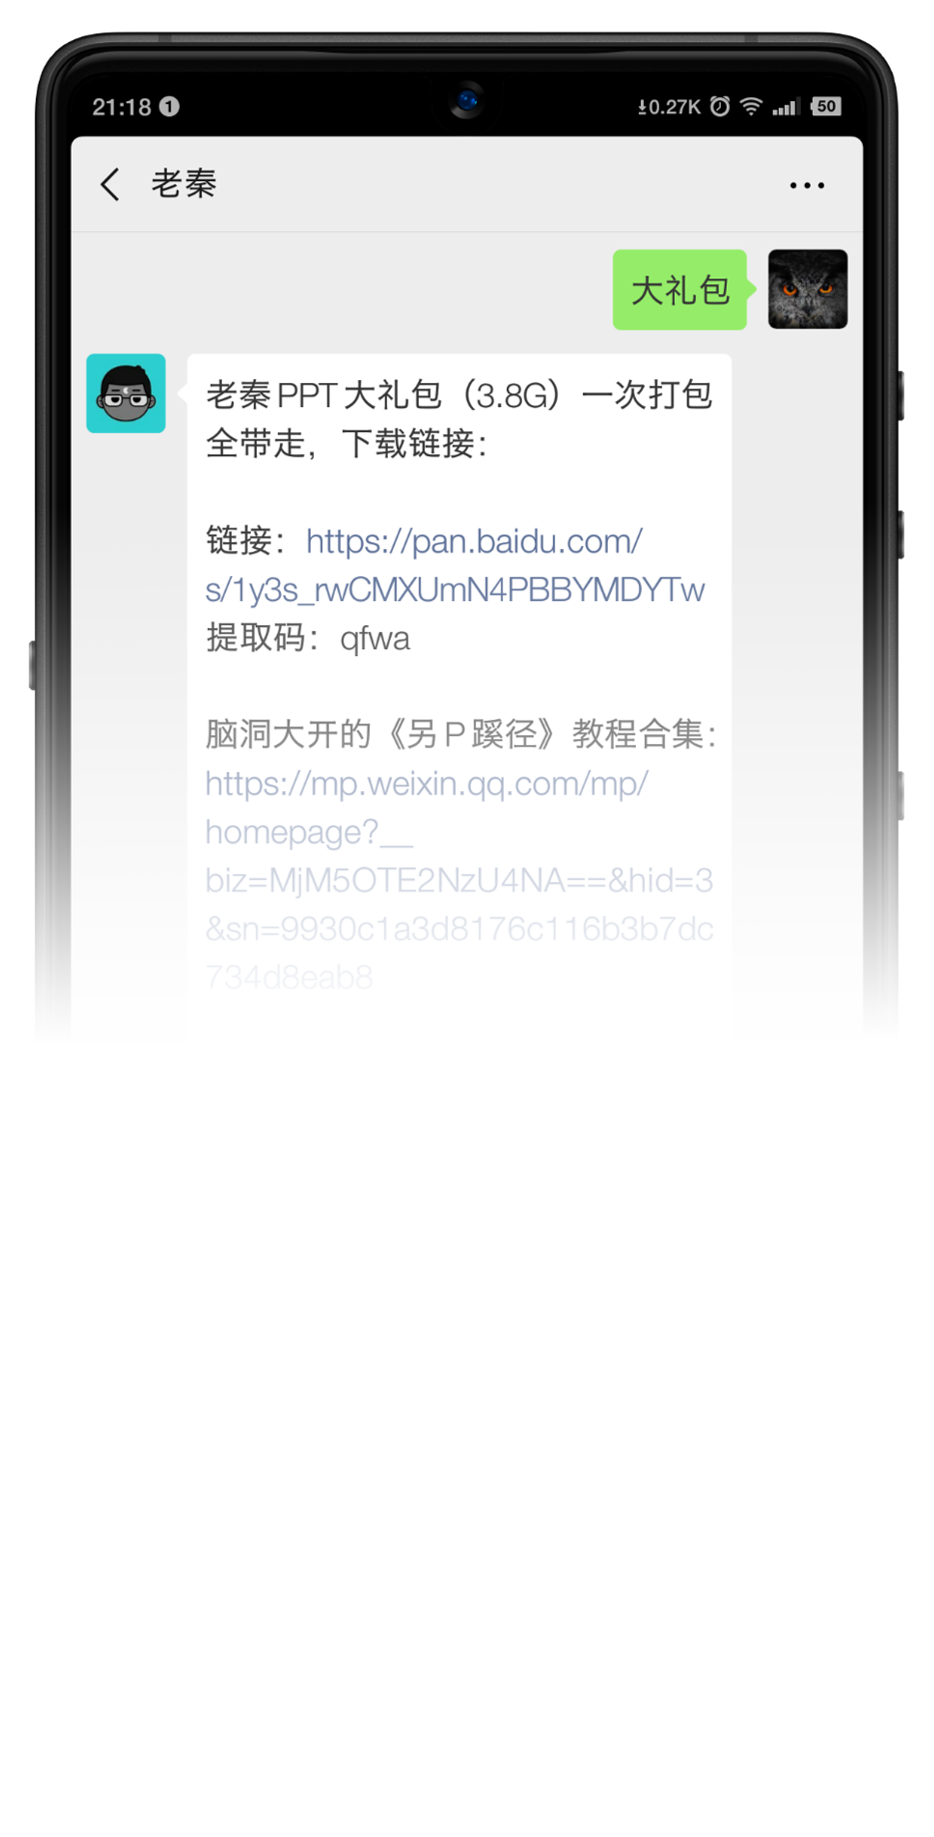 21:18 1
0.27K 50
老秦
大礼包
老秦PPT大礼包（3.8G）一次打包
全带走，下载链接：
链接：https://pan.baidu.com/
s/1y3s_rwCMXUmN4PBBYMDYTw
提取码：qfwa
脑洞大开的《另P蹊径》教程合集：
https://mp.weixin.qq.com/mp/
homepage?__
biz=MjM5OTE2NzU4NA==&hid=3
&sn=9930c1a3d8176c116b3b7dc
734d8eab8